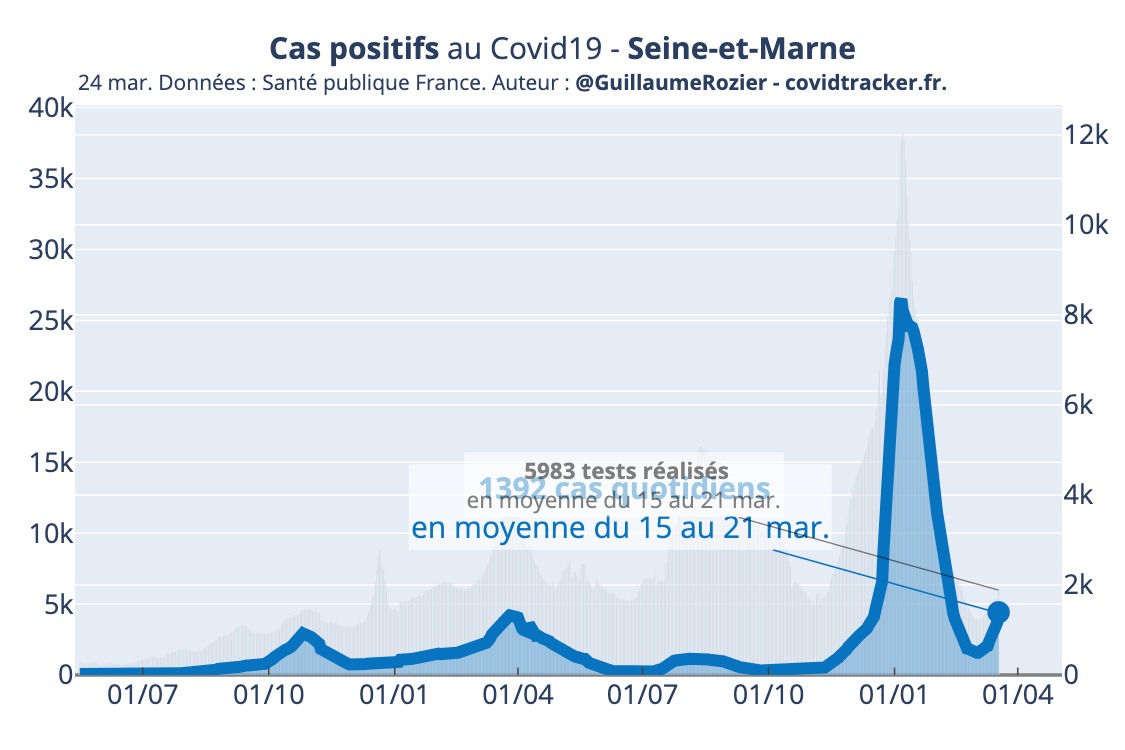 Cas positifs au Covid19 - Seine-et-Marne
24 mar. Données : Santé publique France. Auteur : @GuillaumeRozier - covidtracker.fr.
40k
35k
30k
25k
20k
15k
10k
5k
0
12k
10k
8k
6k
4k
2k
0
5983 tests réalisés
en moyenne du 15 au 21 mar.
1392 cas quotidiens
en moyenne du 15 au 21 mar.
01/07 01/10 01/01 01/04 01/07 01/10 01/01 01/04